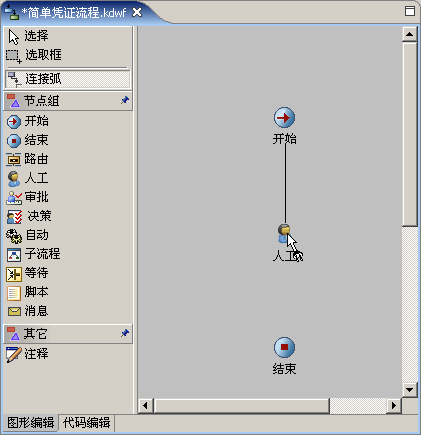 *简单凭证流程.kdwf
选择
选取框
连接弧
节点组
开始
结束
路由
人工
审批
决策
自动
子流程
等待
脚本
消息
其它
注释
开始
人工
结束
图形编辑 代码编辑